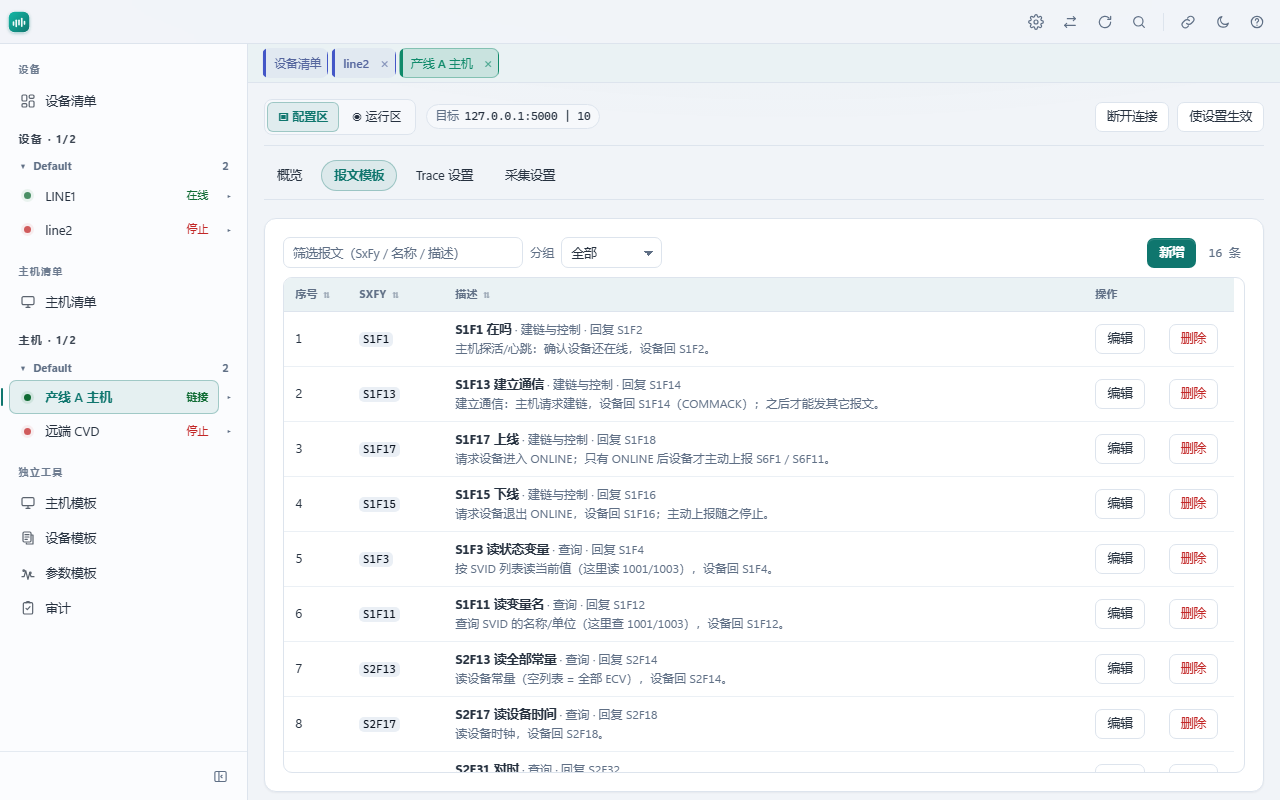 设备
设备清单
设备 · 1/2
Default 2
LINE1 在线
line2 停止
主机清单
主机清单
主机 · 1/2
Default 2
产线 A 主机 链接
远端 CVD 停止
独立工具
主机模板
设备模板
参数模板
审计
设备清单 line2 × 产线 A 主机 ×
配置区 运行区 目标 127.0.0.1:5000 | 10 断开连接 使设置生效
概览 报文模板 Trace 设置 采集设置
筛选报文（SxFy / 名称 / 描述） 分组 全部 新增 16 条
序号 SXFY 描述 操作
1 S1F1 S1F1 在吗 · 建链与控制 · 回复 S1F2 编辑 删除
主机探活/心跳：确认设备还在线，设备回 S1F2。
2 S1F13 S1F13 建立通信 · 建链与控制 · 回复 S1F14 编辑 删除
建立通信：主机请求建链，设备回 S1F14（COMMACK）；之后才能发其它报文。
3 S1F17 S1F17 上线 · 建链与控制 · 回复 S1F18 编辑 删除
请求设备进入 ONLINE；只有 ONLINE 后设备才主动上报 S6F1 / S6F11。
4 S1F15 S1F15 下线 · 建链与控制 · 回复 S1F16 编辑 删除
请求设备退出 ONLINE，设备回 S1F16；主动上报随之停止。
5 S1F3 S1F3 读状态变量 · 查询 · 回复 S1F4 编辑 删除
按 SVID 列表读当前值（这里读 1001/1003），设备回 S1F4。
6 S1F11 S1F11 读变量名 · 查询 · 回复 S1F12 编辑 删除
查询 SVID 的名称/单位（这里查 1001/1003），设备回 S1F12。
7 S2F13 S2F13 读全部常量 · 查询 · 回复 S2F14 编辑 删除
读设备常量（空列表 = 全部 ECV），设备回 S2F14。
8 S2F17 S2F17 读设备时间 · 查询 · 回复 S2F18 编辑 删除
读设备时钟，设备回 S2F18。
S2F31 对时 · 查询 · 回复 S2F32